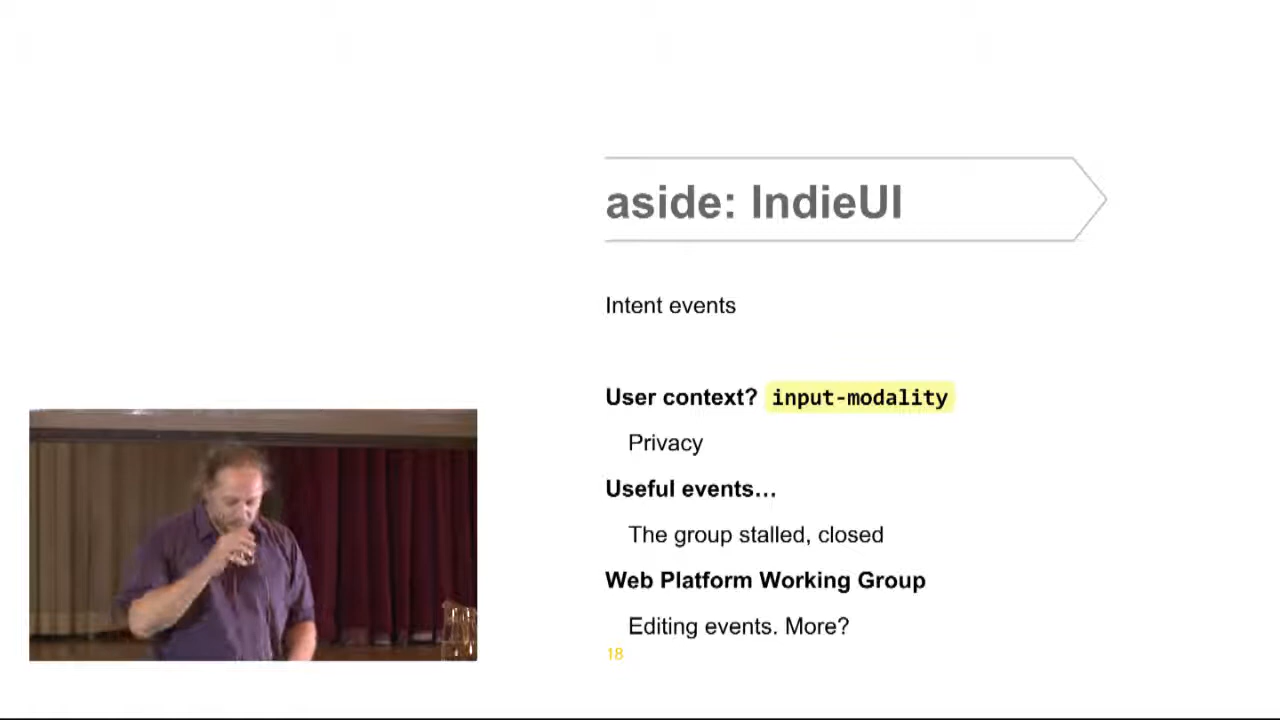 aside: IndieUI
Intent events
User context? input-modality
Privacy
Useful events…
The group stalled, closed
Web Platform Working Group
Editing events. More?
18